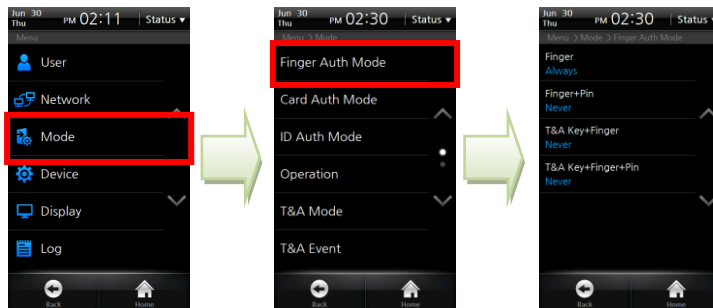 Jun 30
Thu
PM 02:11
Status ▾
Menu
User
Network
Mode
Device
Display
Log
Back
Home
Jun 30
Thu
PM 02:30
Status ▾
Menu > Mode
Finger Auth Mode
Card Auth Mode
ID Auth Mode
Operation
T&A Mode
T&A Event
Back
Home
Jun 30
Thu
PM 02:30
Status ▾
Menu > Mode > Finger Auth Mode
Finger
Always
Finger+Pin
Never
T&A Key+Finger
Never
T&A Key+Finger+Pin
Never
Back
Home